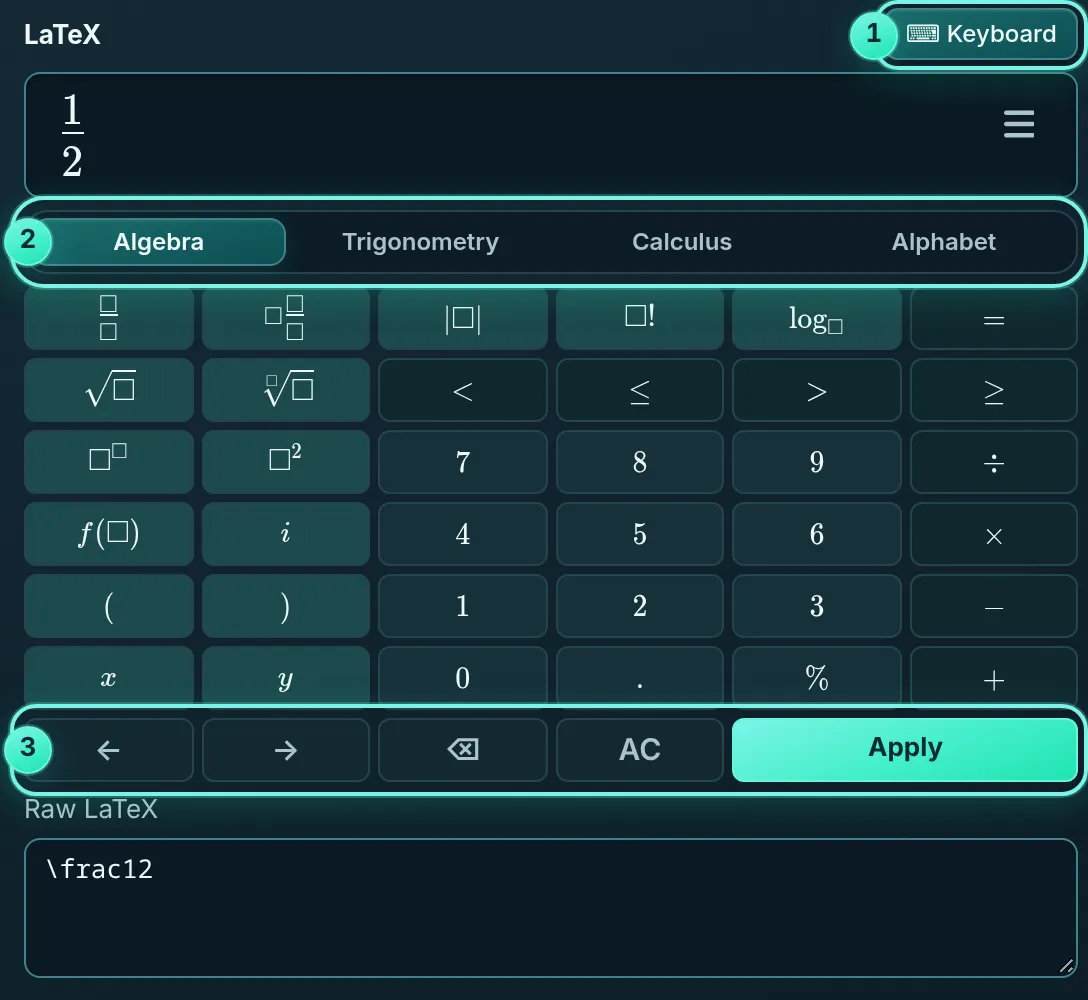 LaTeX
1 ⌨ Keyboard
1
2
2 Algebra Trigonometry Calculus Alphabet
□/□ □□/□ |□| □! log□ =
√□ □√□ < ≤ > ≥
□^□ □² 7 8 9 ÷
f(□) i 4 5 6 ×
( ) 1 2 3 −
x y 0 . % +
3 ← → ⌫ AC Apply
Raw LaTeX
\frac12